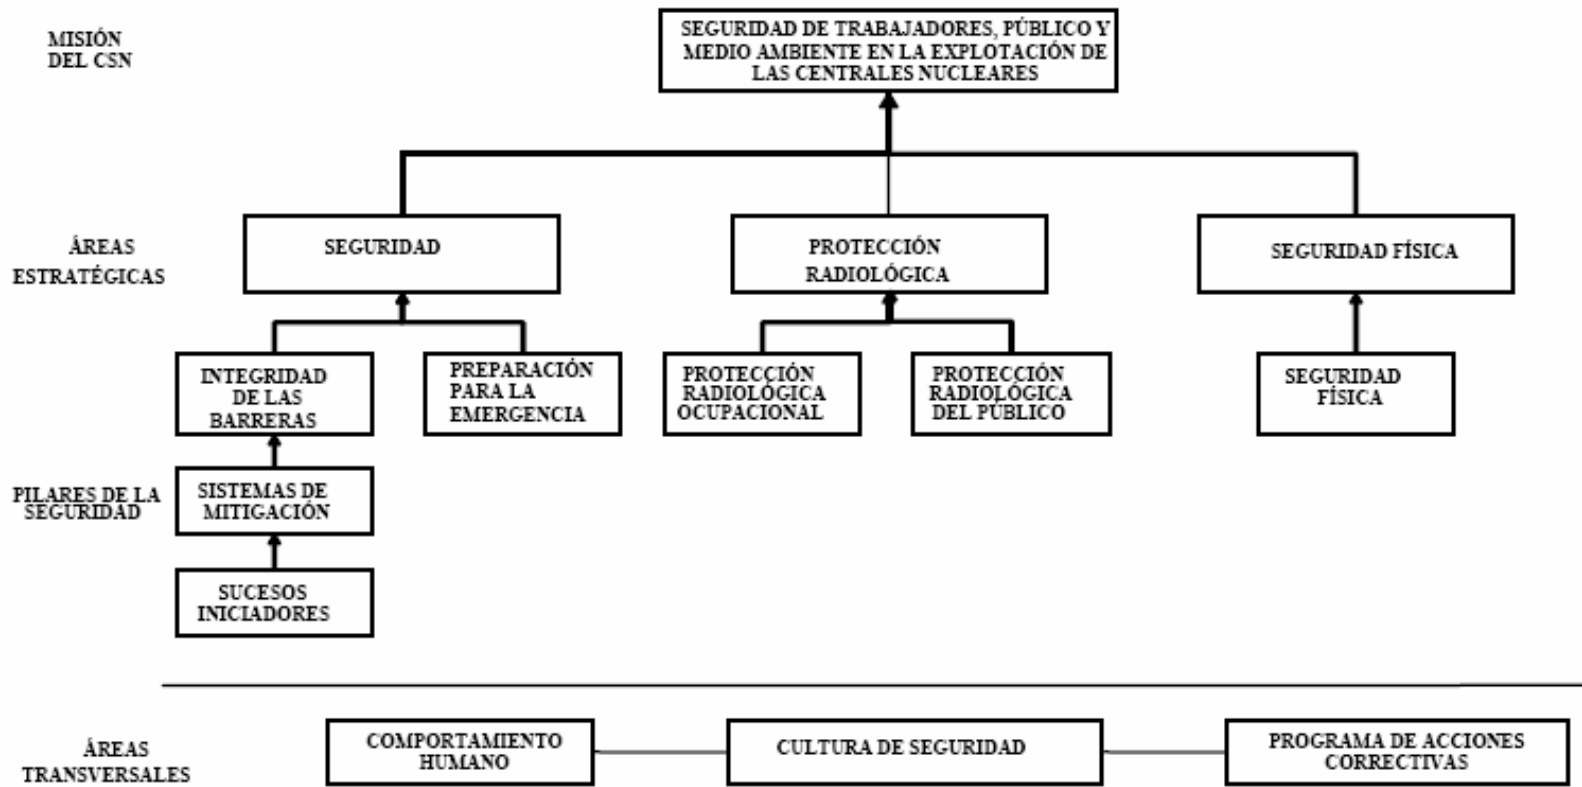 MISIÓN
DEL CSN
SEGURIDAD DE TRABAJADORES, PÚBLICO Y
MEDIO AMBIENTE EN LA EXPLOTACIÓN DE
LAS CENTRALES NUCLEARES
ÁREAS
ESTRATÉGICAS
SEGURIDAD
PROTECCIÓN
RADIOLÓGICA
SEGURIDAD FÍSICA
INTEGRIDAD
DE LAS
BARRERAS
PREPARACIÓN
PARA LA
EMERGENCIA
PROTECCIÓN
RADIOLÓGICA
OCUPACIONAL
PROTECCIÓN
RADIOLÓGICA
DEL PÚBLICO
SEGURIDAD
FÍSICA
PILARES DE LA
SEGURIDAD
SISTEMAS DE
MITIGACIÓN
SUCESOS
INICIADORES
ÁREAS
TRANSVERSALES
COMPORTAMIENTO
HUMANO
CULTURA DE SEGURIDAD
PROGRAMA DE ACCIONES
CORRECTIVAS